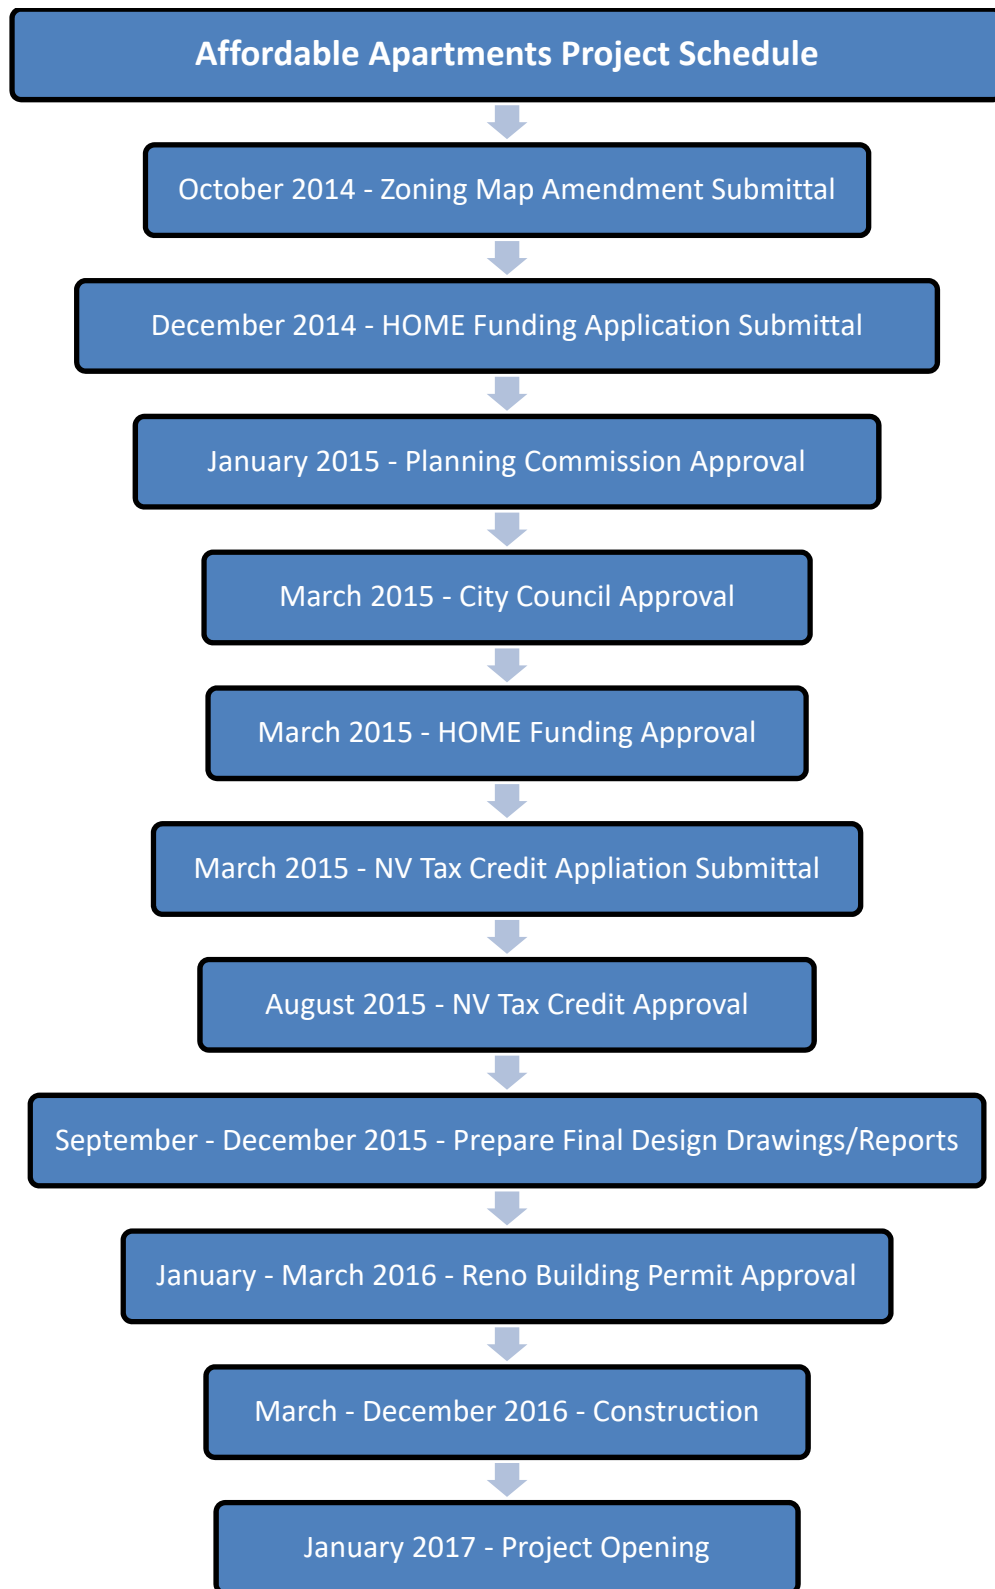 Affordable Apartments Project Schedule
October 2014 - Zoning Map Amendment Submittal
December 2014 - HOME Funding Application Submittal
January 2015 - Planning Commission Approval
March 2015 - City Council Approval
March 2015 - HOME Funding Approval
March 2015 - NV Tax Credit Appliation Submittal
August 2015 - NV Tax Credit Approval
September - December 2015 - Prepare Final Design Drawings/Reports
January - March 2016 - Reno Building Permit Approval
March - December 2016 - Construction
January 2017 - Project Opening